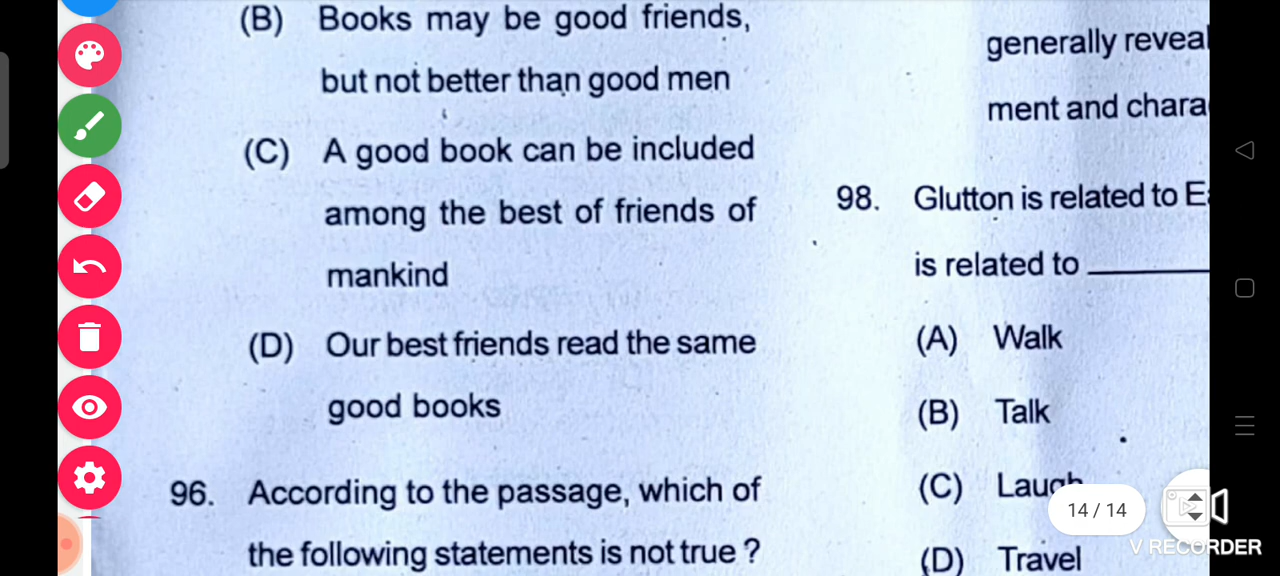 (B) Books may be good friends,
but not better than good men
(C) A good book can be included
among the best of friends of
mankind
(D) Our best friends read the same
good books
96. According to the passage, which of
the following statements is not true ?
generally reveal
ment and chara
98. Glutton is related to
is related to
(A) Walk
(B) Talk
(C) Laugh
(D) Travel
14 / 14
V RECORDER